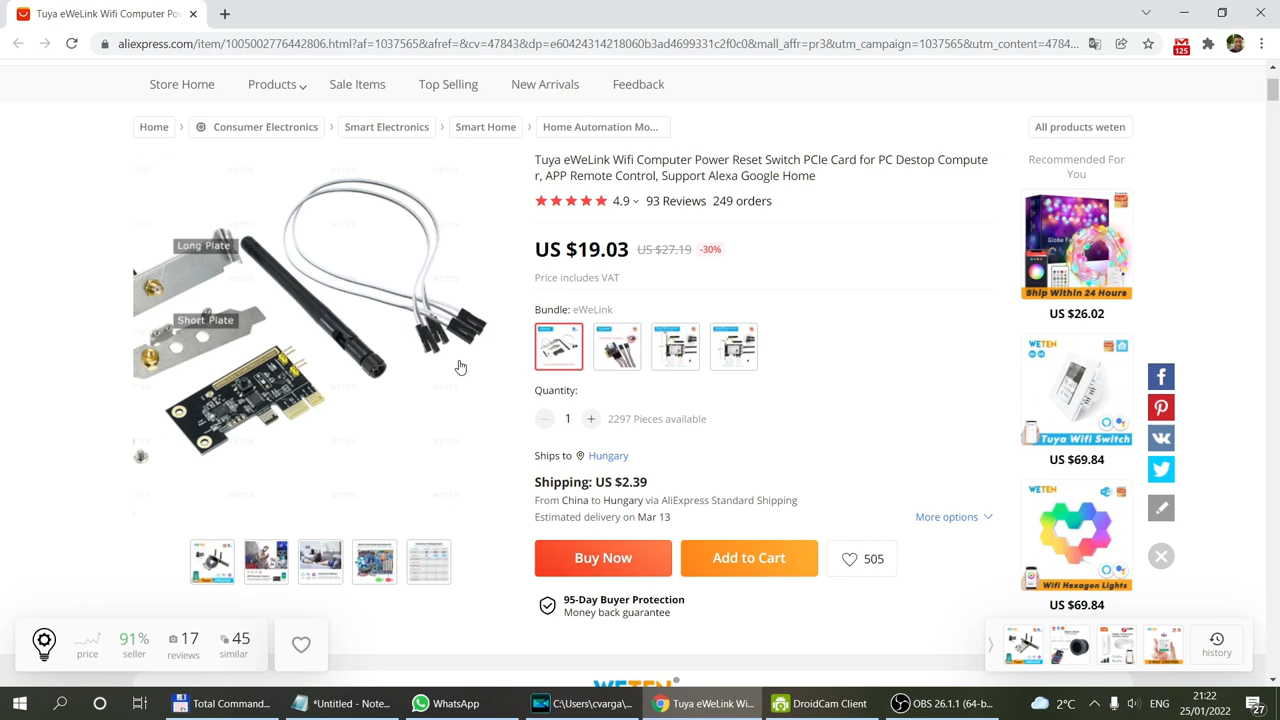 Tuya eWeLink Wifi Computer Pow
aliexpress.com/item/1005002776442806.html?af=1037565&afref=&cv=47843&dp=e60424314218060b3ad4699331c2f0c0&mall_affr=pr3&utm_campaign=1037565&utm_content=4784...
125
Store Home Products Sale Items Top Selling New Arrivals Feedback
Home Consumer Electronics Smart Electronics Smart Home Home Automation Mo... All products weten
Tuya eWeLink Wifi Computer Power Reset Switch PCIe Card for PC Destop Compute
r, APP Remote Control, Support Alexa Google Home
4.9 93 Reviews 249 orders
US $19.03 US $27.19 -30%
Price includes VAT
Bundle: eWeLink
Quantity:
1 2297 Pieces available
Ships to Hungary
Shipping: US $2.39
From China to Hungary via AliExpress Standard Shipping
Estimated delivery on Mar 13 More options
Buy Now Add to Cart 505
95-Day Buyer Protection
Money back guarantee
Long Plate
Short Plate
Recommended For
You
Globe Fai
Ship Within 24 Hours
US $26.02
WETEN
Tuya Wifi Switch
US $69.84
WETEN
Wifi Hexagon Lights
US $69.84
91% 17 45
price seller reviews similar
history
WETEN®
Total Comman... *Untitled - Note... WhatsApp C:\Users\cvarga\... Tuya eWeLink Wi... DroidCam Client OBS 26.1.1 (64-b... 2°C
21:22
25/01/2022
27